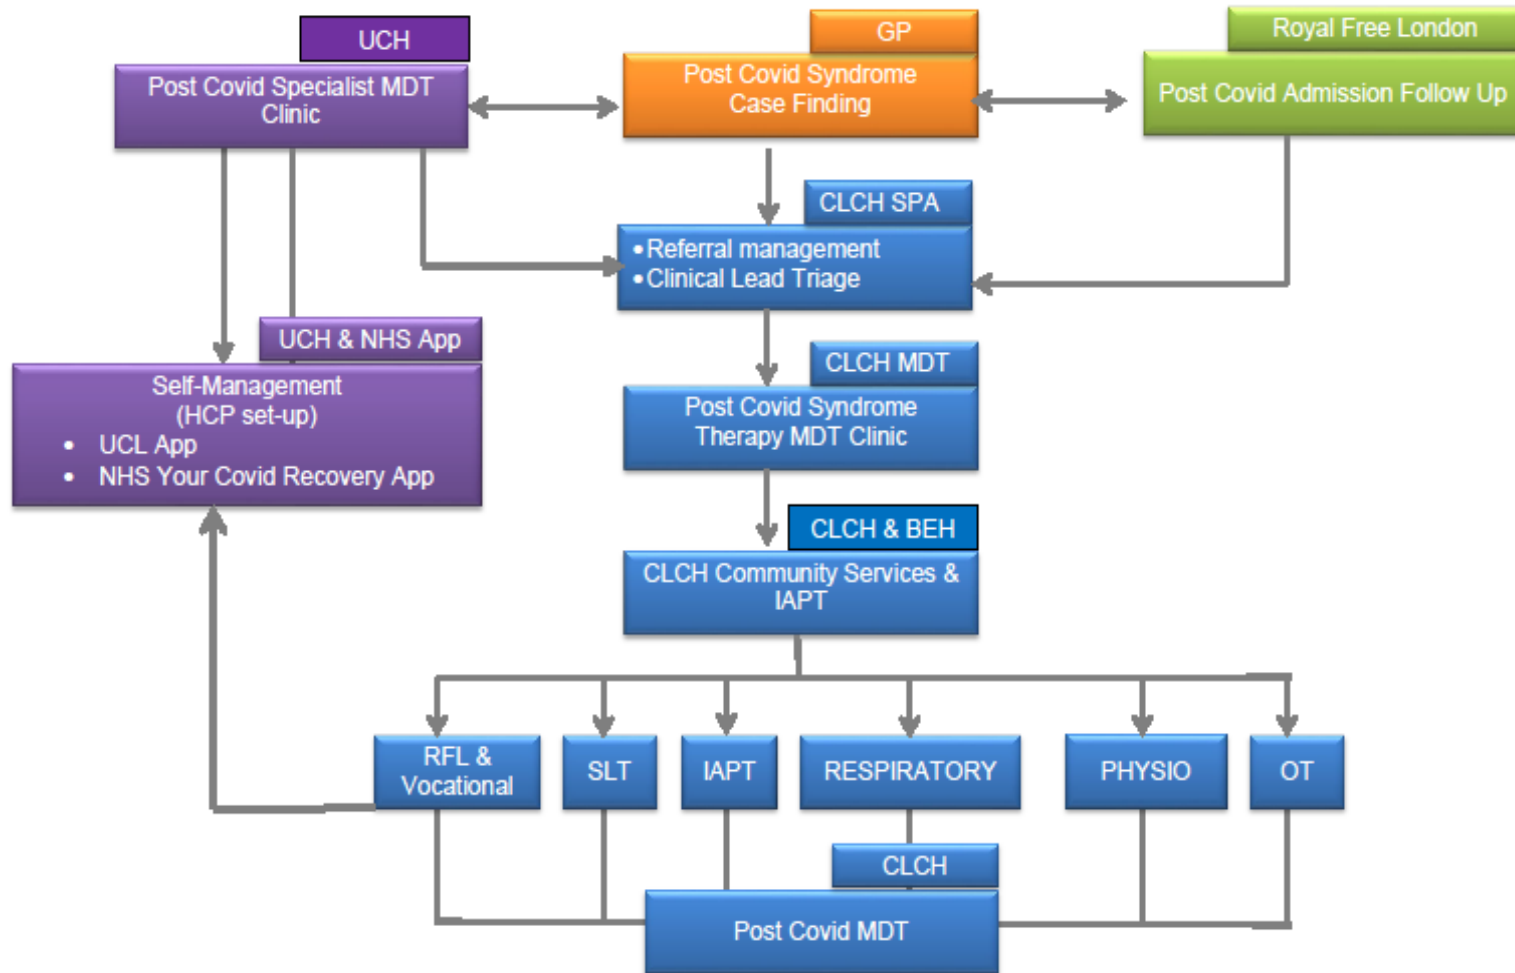 UCH
Post Covid Specialist MDT
Clinic
GP
Post Covid Syndrome
Case Finding
Royal Free London
Post Covid Admission Follow Up
CLCH SPA
•Referral management
•Clinical Lead Triage
UCH & NHS App
Self-Management
(HCP set-up)
• UCL App
• NHS Your Covid Recovery App
CLCH MDT
Post Covid Syndrome
Therapy MDT Clinic
CLCH & BEH
CLCH Community Services &
IAPT
RFL &
Vocational
SLT
IAPT
RESPIRATORY
PHYSIO
OT
CLCH
Post Covid MDT